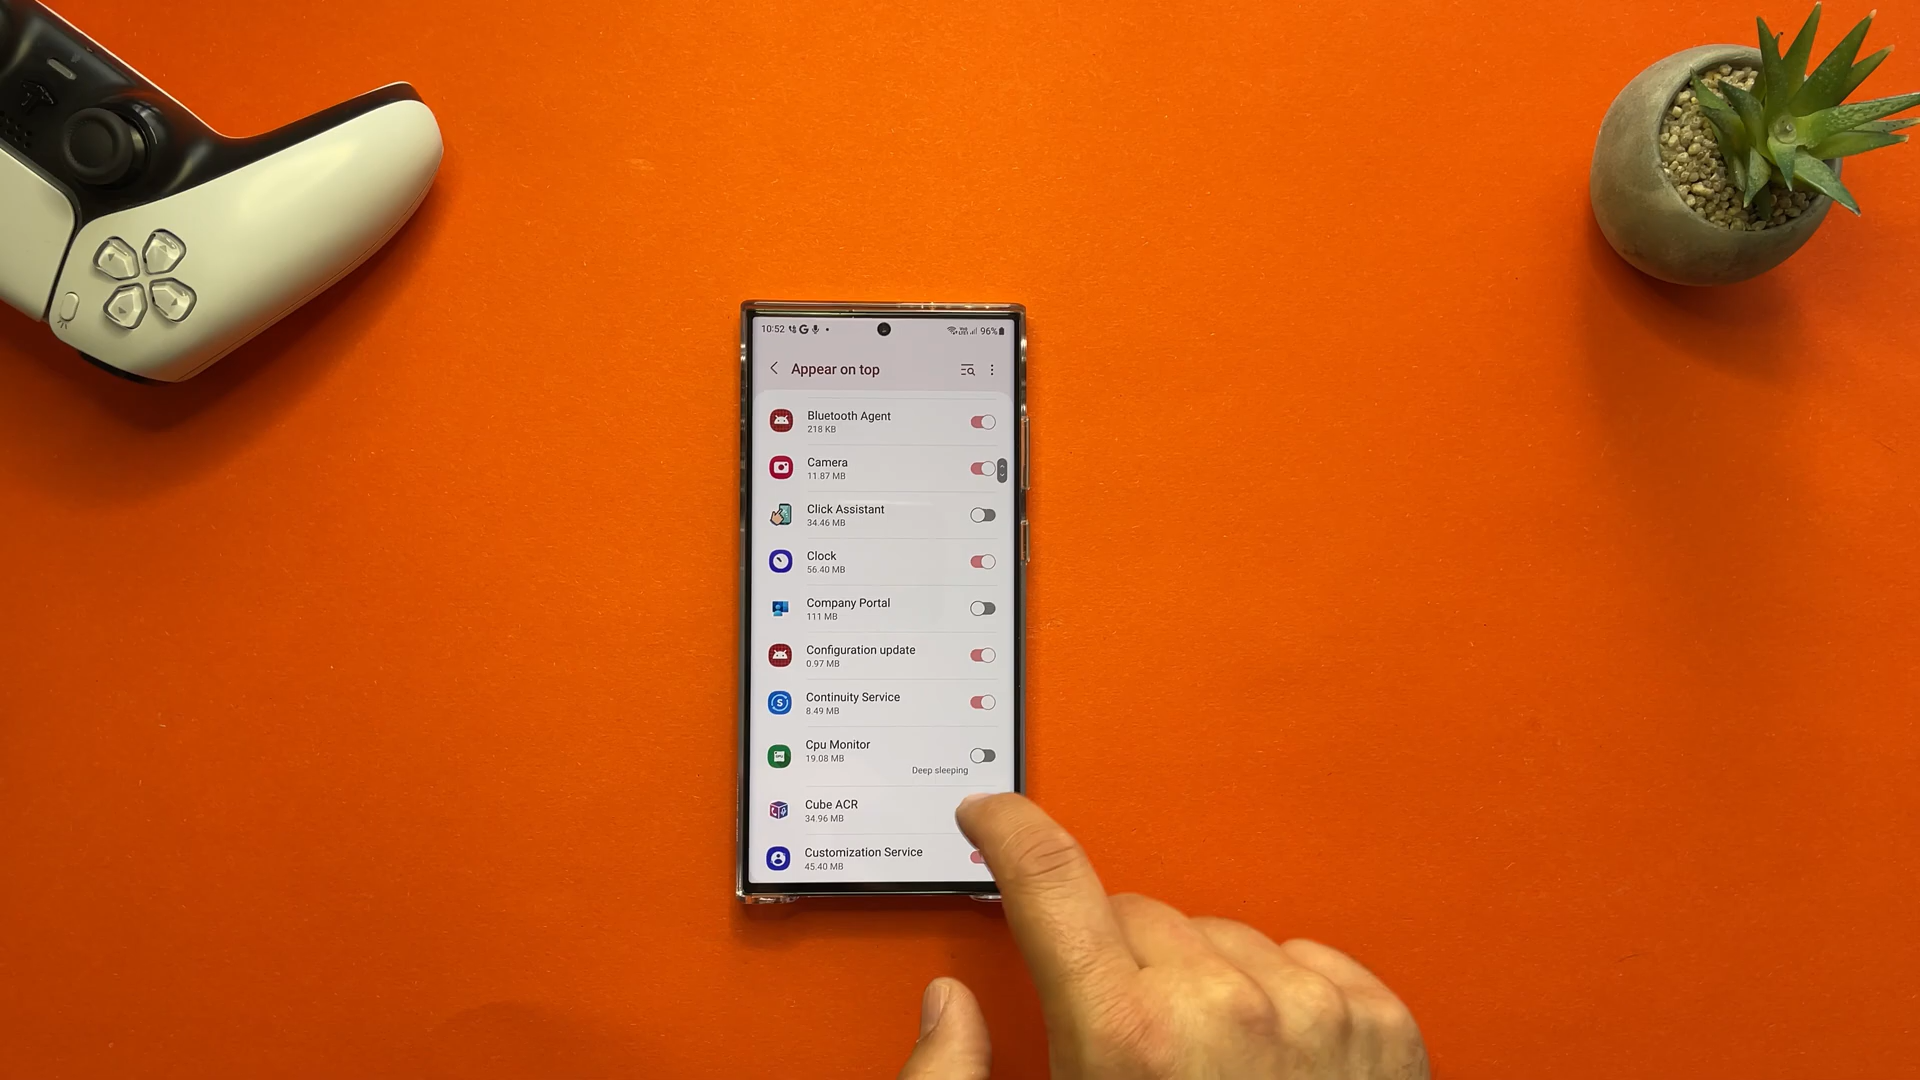 10:52
96%
Appear on top
Bluetooth Agent
218 KB
Camera
11.87 MB
Click Assistant
34.46 MB
Clock
56.40 MB
Company Portal
111 MB
Configuration update
0.97 MB
Continuity Service
8.49 MB
Cpu Monitor
19.08 MB
Deep sleeping
Cube ACR
34.96 MB
Customization Service
45.40 MB